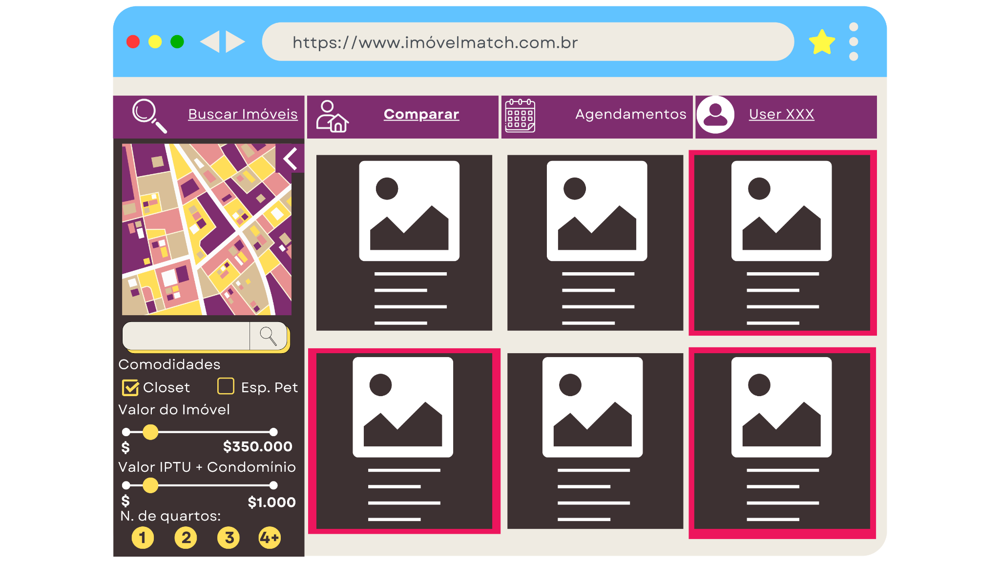 https://www.imóvelmatch.com.br
Buscar Imóveis
Comparar
Agendamentos
User XXX
Comodidades
Closet
Esp. Pet
Valor do Imóvel
$
$350.000
Valor IPTU + Condomínio
$
$1.000
N. de quartos:
1 2 3 4+